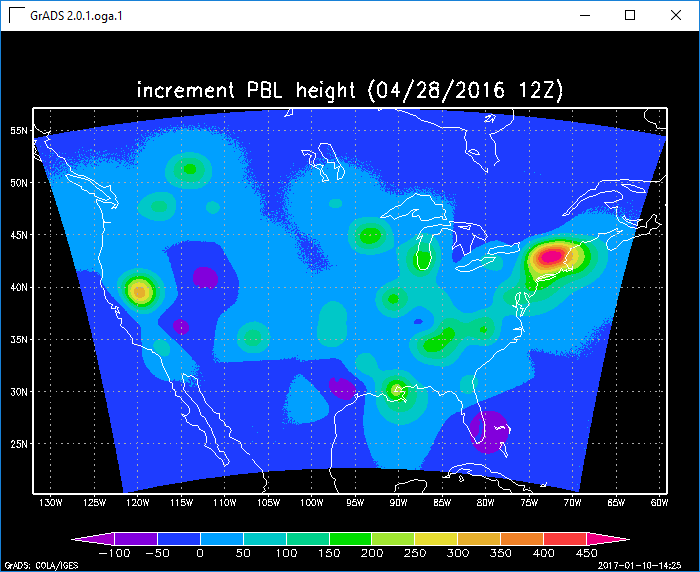 GrADS 2.0.1.oga.1
increment PBL height (04/28/2016 12Z)
55N
50N
45N
40N
35N
30N
25N
130W 125W 120W 115W 110W 105W 100W 95W 90W 85W 80W 75W 70W 65W 60W
-100 -50 0 50 100 150 200 250 300 350 400 450
GrADS: COLA/IGES 2017-01-10-14:25